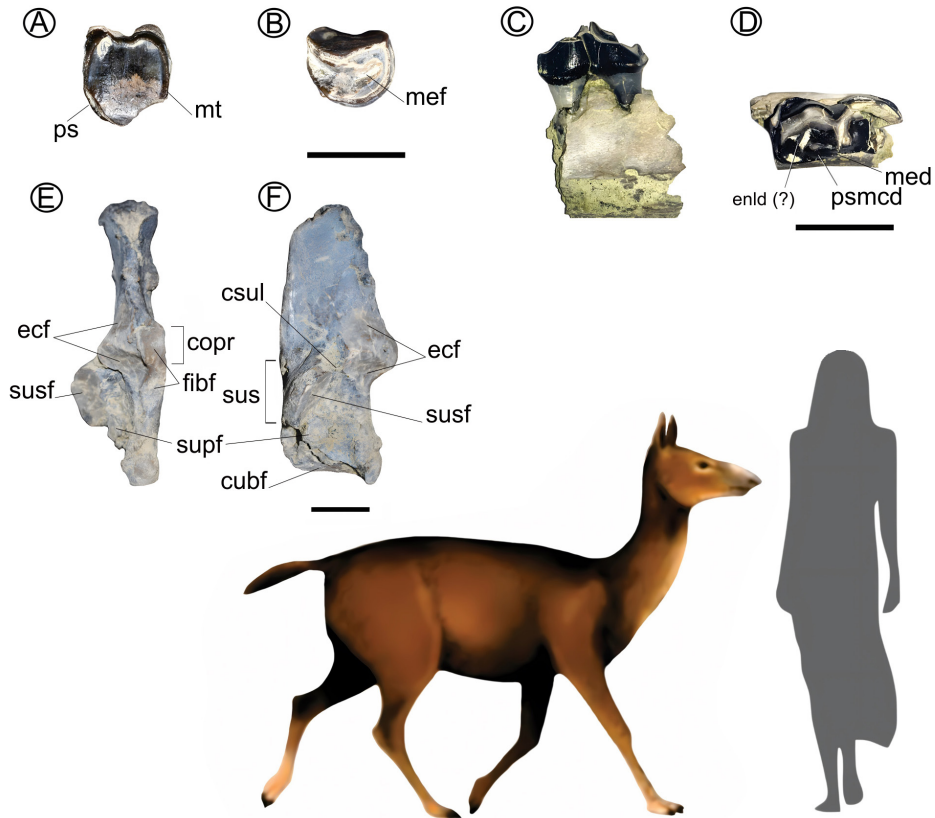 A
B
C
D
ps
mt
mef
med
enld (?)
psmcd
E
F
csul
ecf
copr
ecf
susf
fibf
sus
susf
supf
cubf